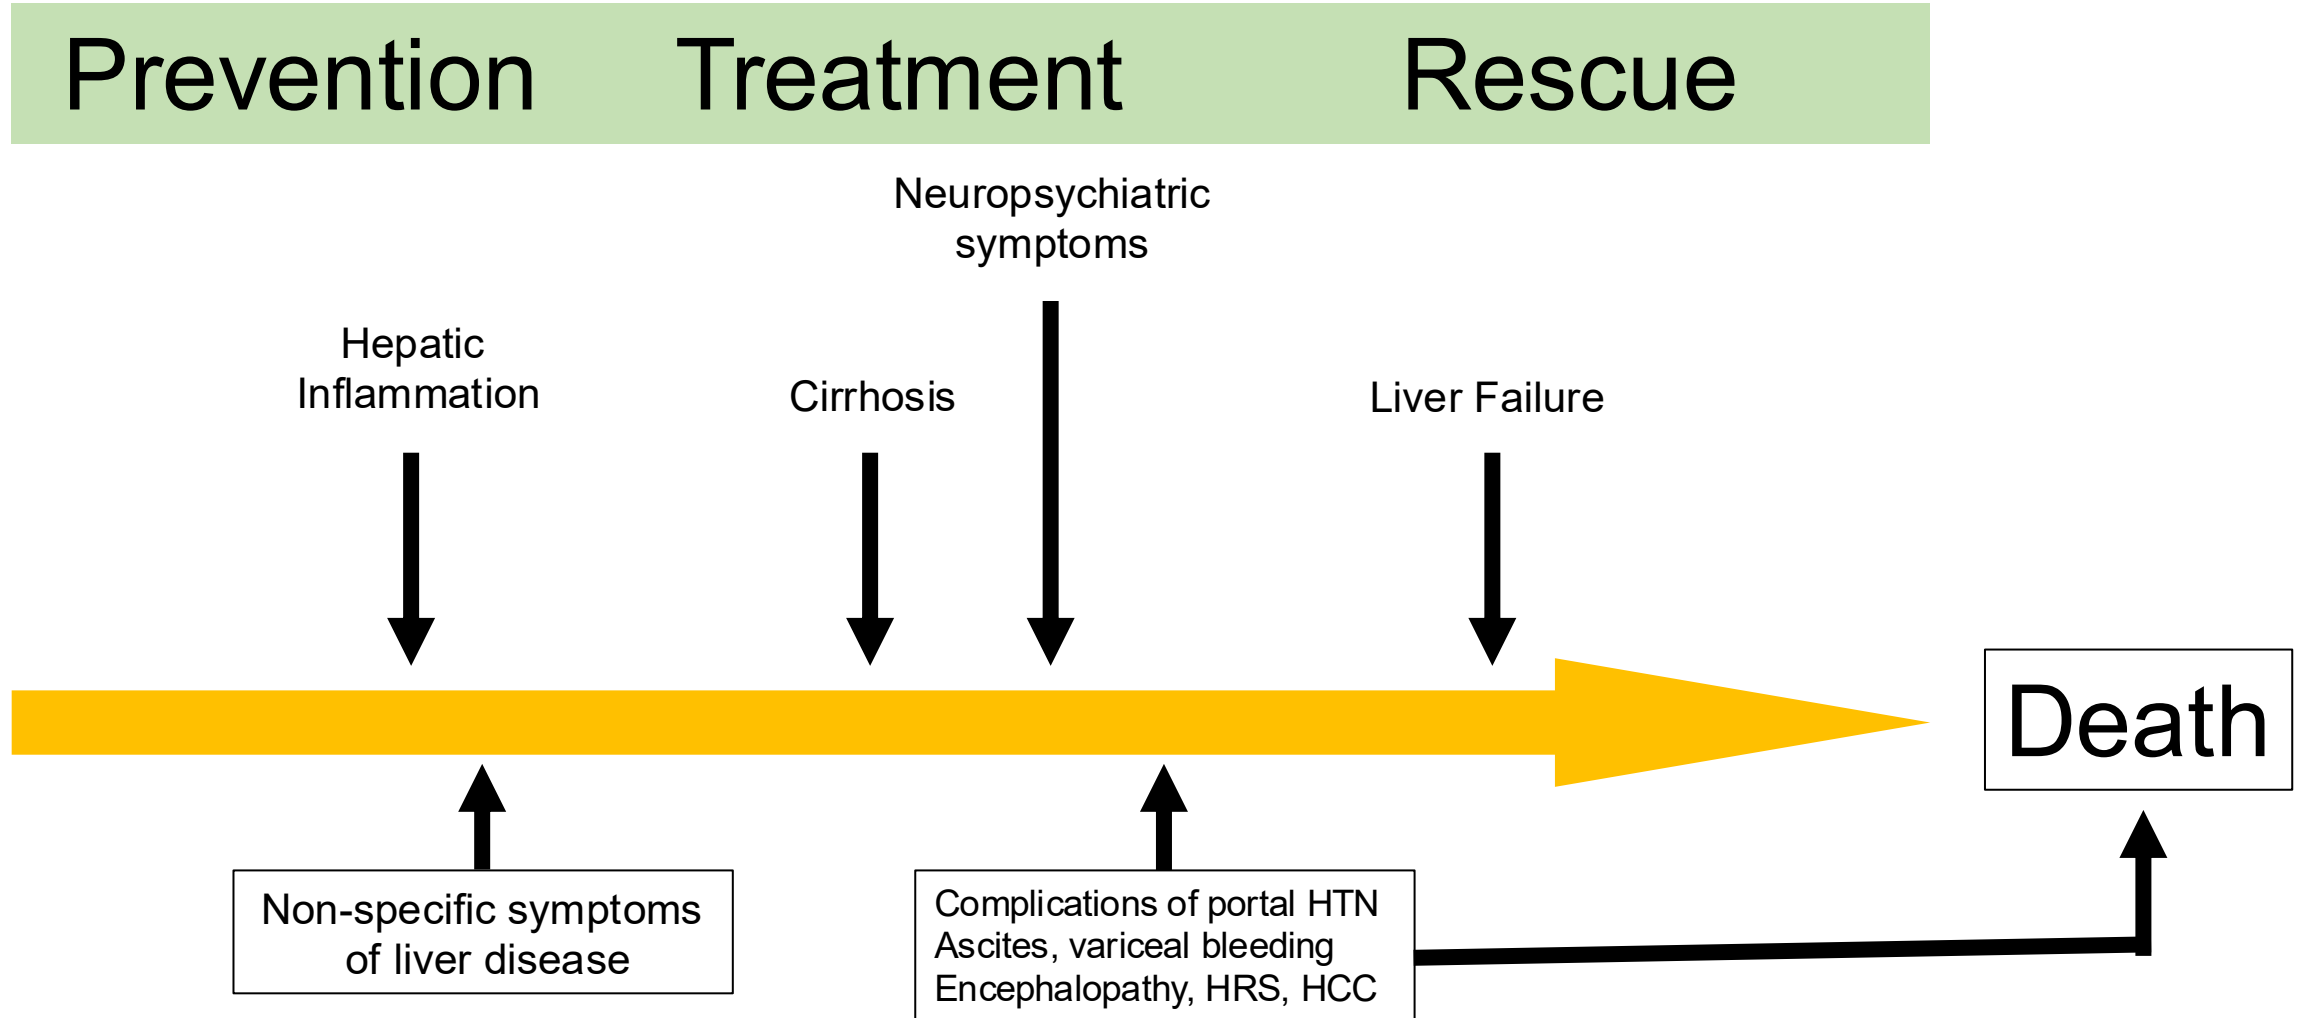 Prevention Treatment Rescue
Neuropsychiatric
symptoms
Hepatic
Inflammation
Cirrhosis
Liver Failure
Death
Non-specific symptoms
of liver disease
Complications of portal HTN
Ascites, variceal bleeding
Encephalopathy, HRS, HCC